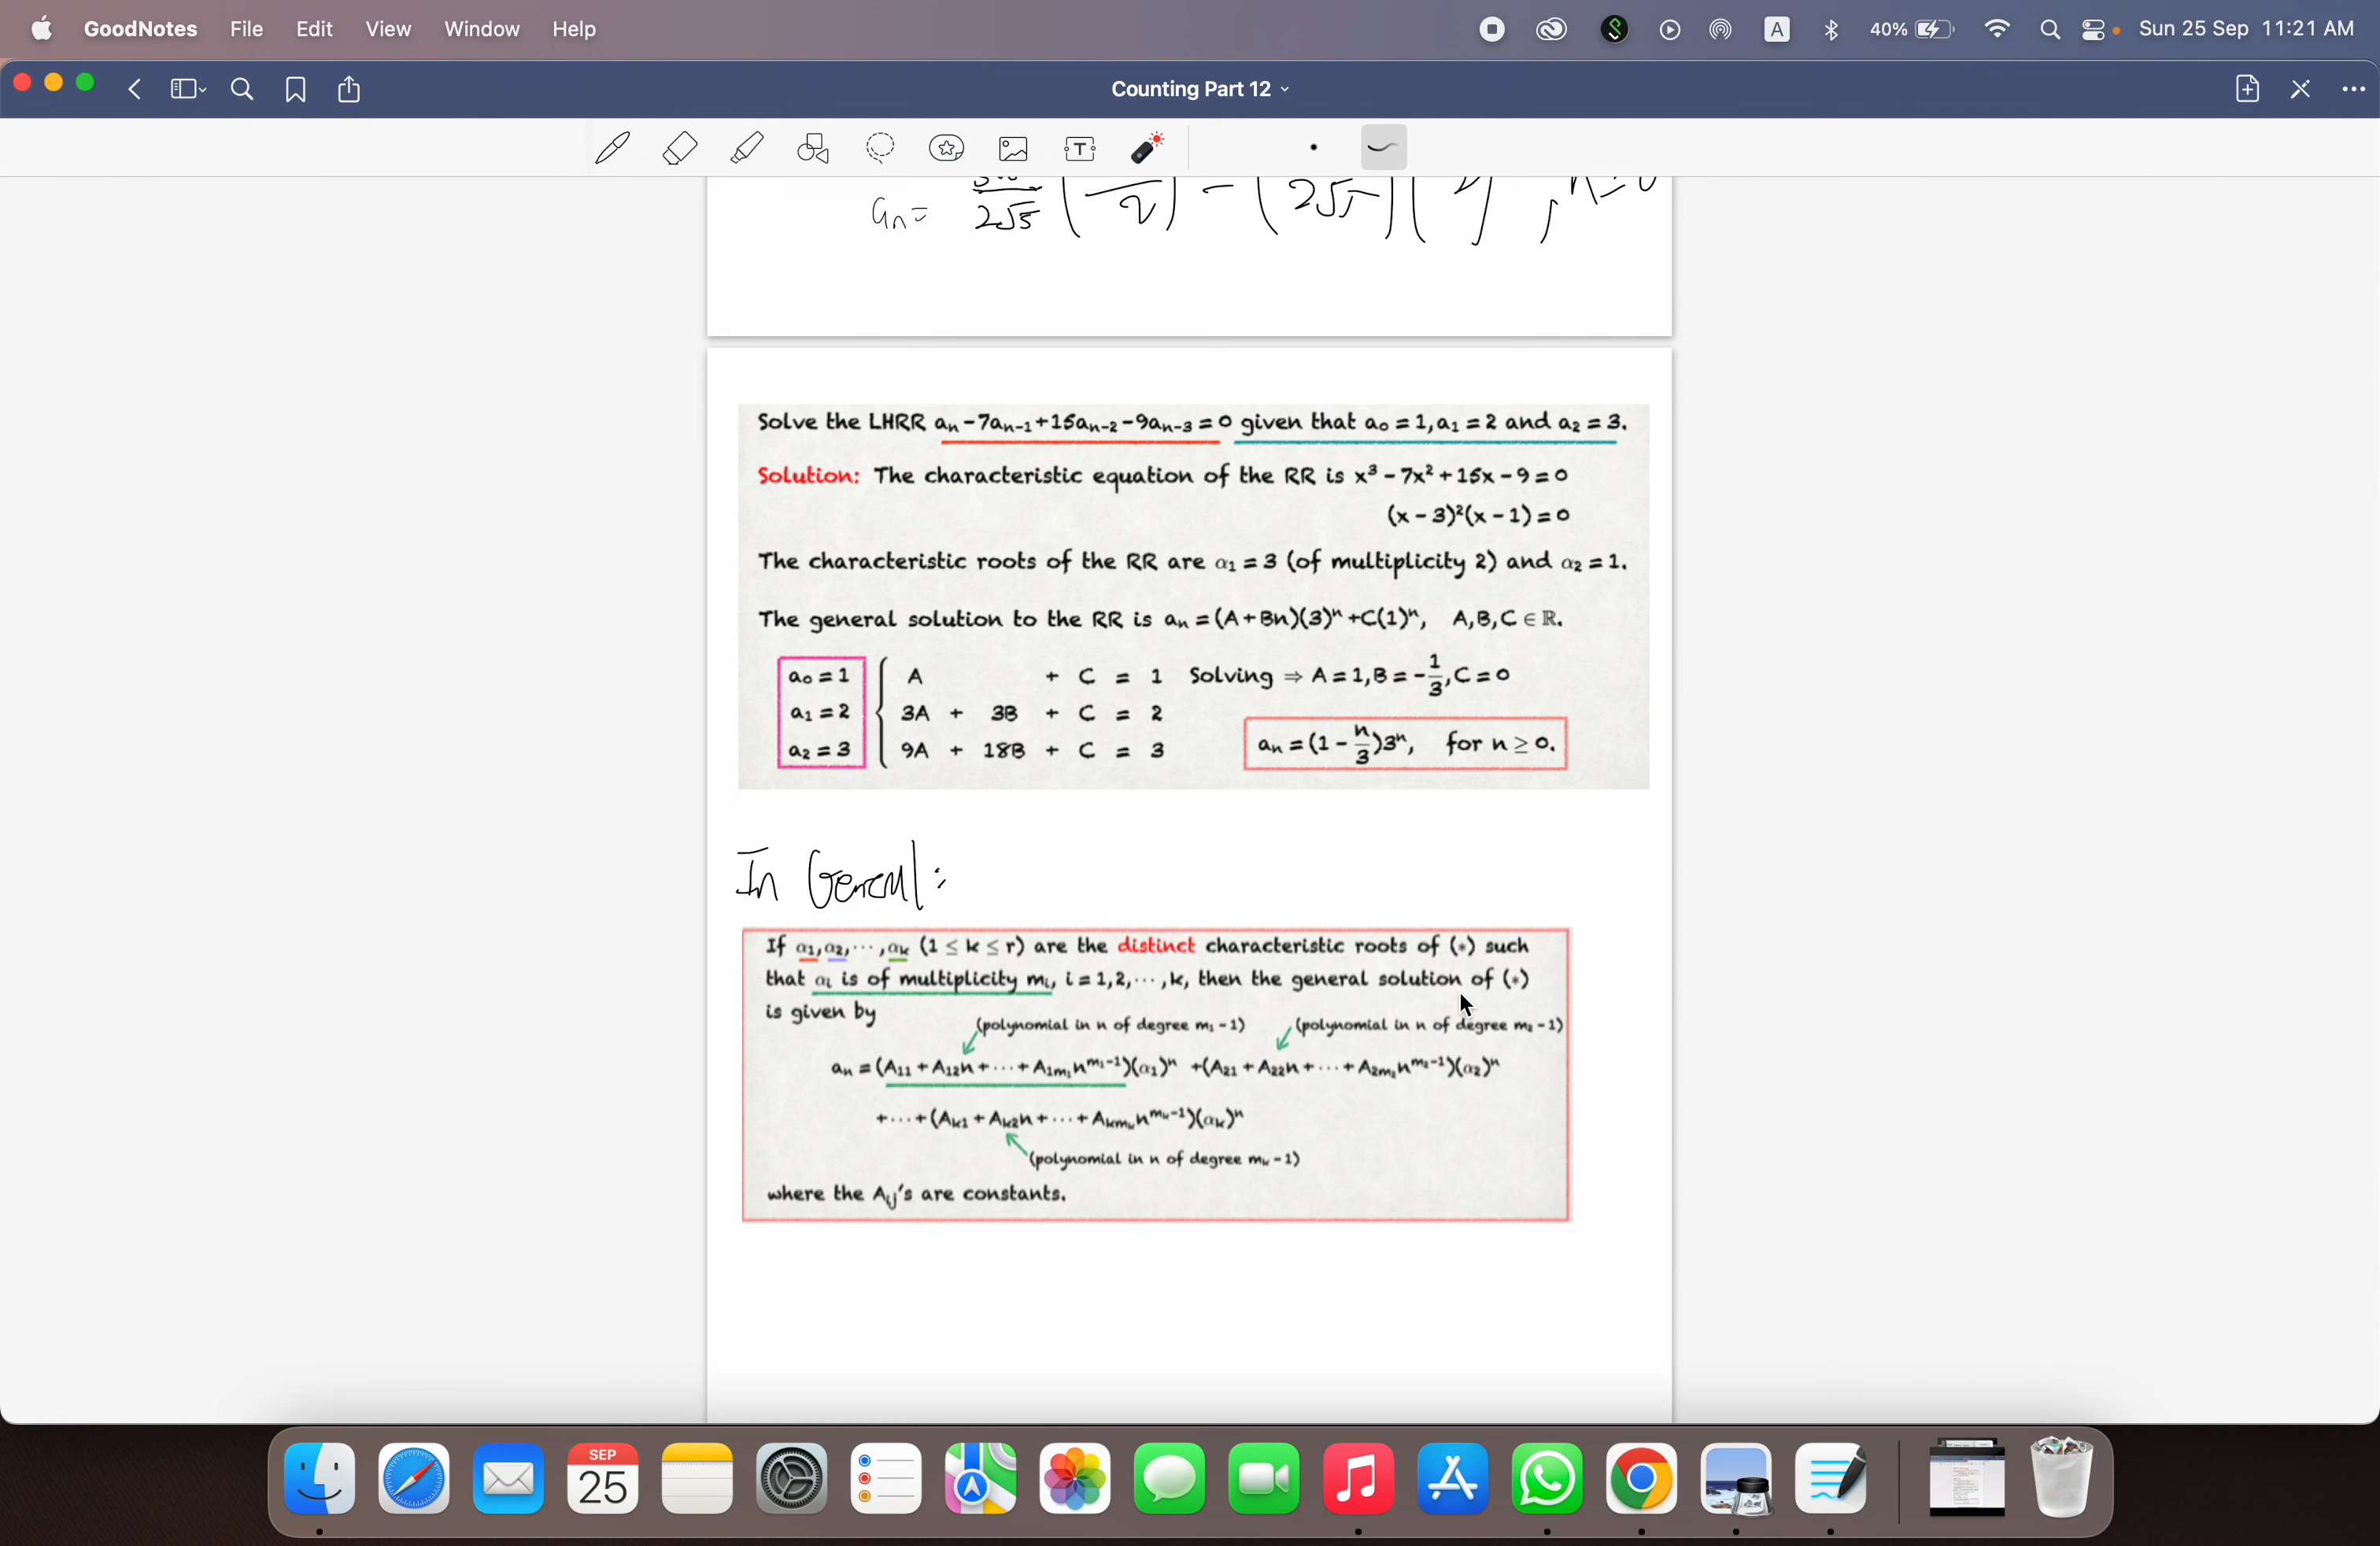 GoodNotes File Edit View Window Help A 40% Sun 25 Sep 11:21 AM
Counting Part 12
T
aₙ=
2√5 2 2√5
Solve the LHRR aₙ - 7aₙ₋₁ + 15aₙ₋₂ - 9aₙ₋₃ = 0 given that a₀ = 1, a₁ = 2 and a₂ = 3.
Solution: The characteristic equation of the RR is x³ - 7x² + 15x - 9 = 0
(x - 3)²(x - 1) = 0
The characteristic roots of the RR are α₁ = 3 (of multiplicity 2) and α₂ = 1.
The general solution to the RR is aₙ = (A + Bn)(3)ⁿ + C(1)ⁿ, A, B, C ∈ ℝ.
a₀ = 1 A + C = 1 Solving ⇒ A = 1, B = -1/3, C = 0
a₁ = 2 3A + 3B + C = 2
a₂ = 3 9A + 18B + C = 3 aₙ = (1 - n/3)3ⁿ, for n ≥ 0.
In General:
If α₁, α₂, ⋯, αₖ (1 ≤ k ≤ r) are the distinct characteristic roots of (*) such
that αᵢ is of multiplicity mᵢ, i = 1, 2, ⋯, k, then the general solution of (*)
is given by
(polynomial in n of degree m₁ - 1) (polynomial in n of degree m₂ - 1)
aₙ = (A₁₁ + A₁₂n + ⋯ + A₁ₘ₁n^(m₁-1))(α₁)ⁿ + (A₂₁ + A₂₂n + ⋯ + A₂ₘ₂n^(m₂-1))(α₂)ⁿ
+ ⋯ + (Aₖ₁ + Aₖ₂n + ⋯ + Aₖₘₖn^(mₖ-1))(αₖ)ⁿ
(polynomial in n of degree mₖ - 1)
where the Aᵢⱼ's are constants.
SEP
25